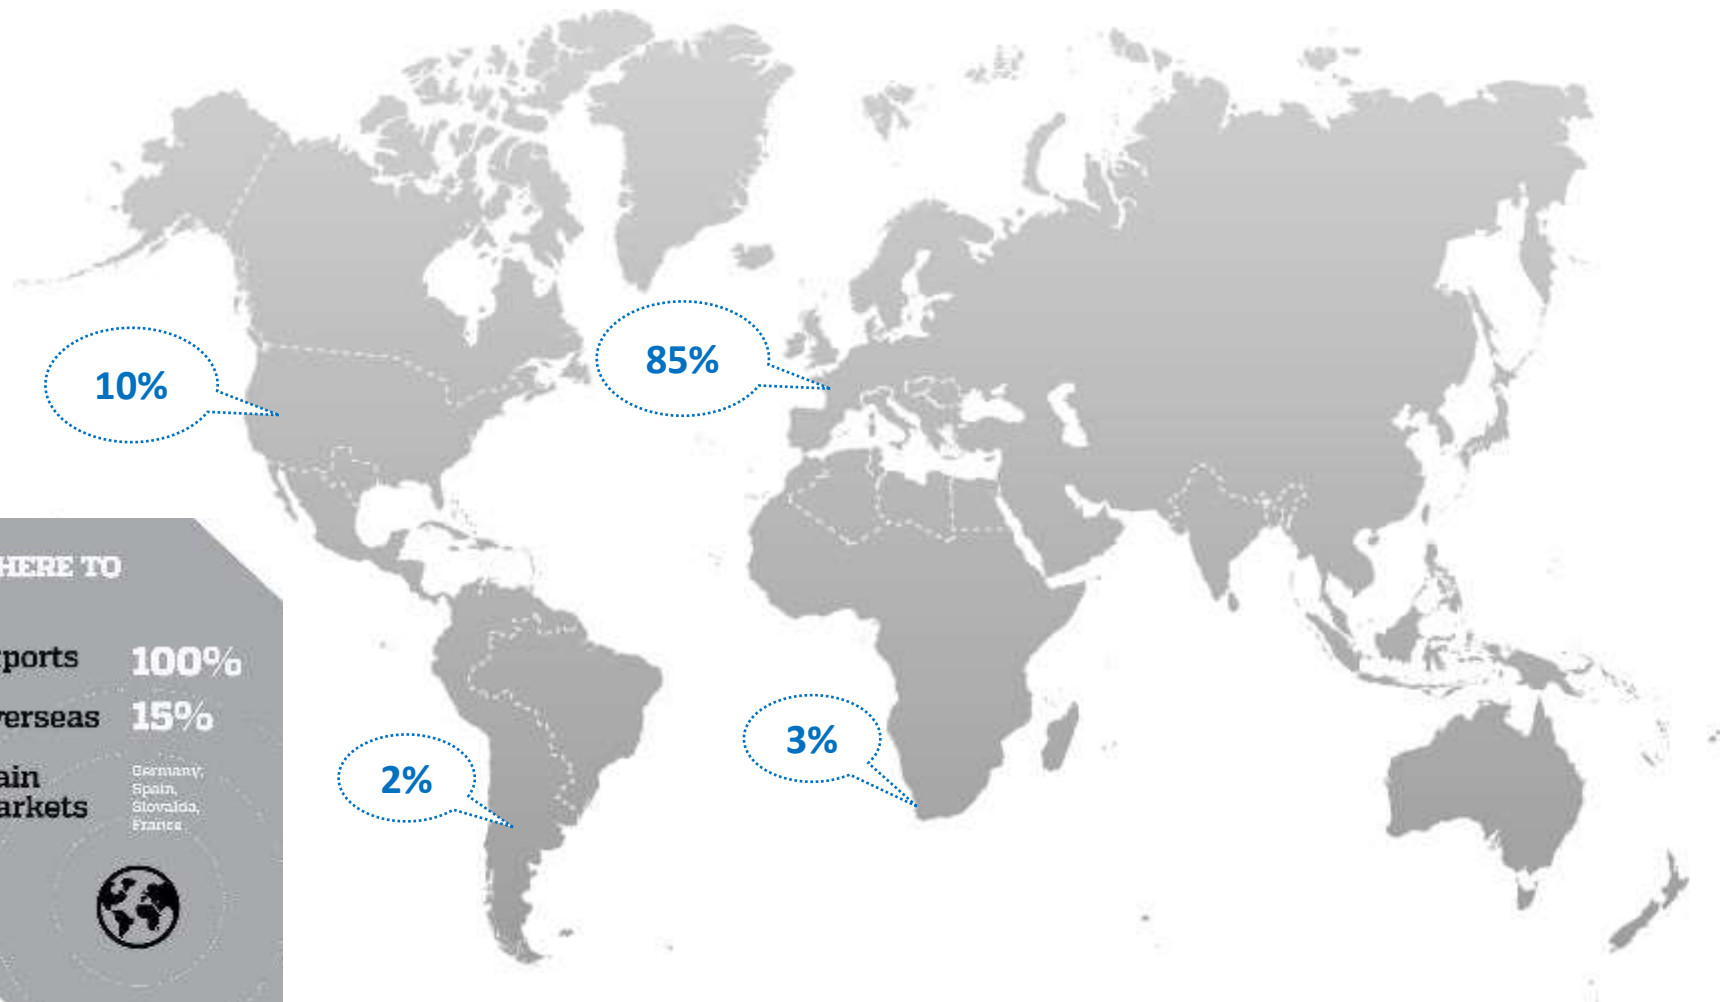 10%
85%
HERE TO
ports 100%
verseas 15%
ain
arkets
Germany,
Spain,
Slovakia,
France
2%
3%